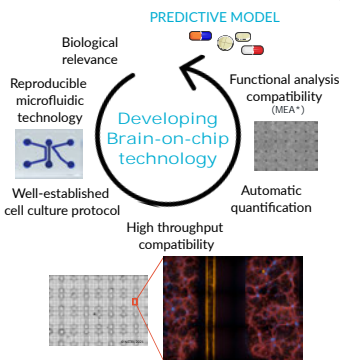 PREDICTIVE MODEL
Biological
relevance
Reproducible
microfluidic
technology
Functional analysis
compatibility
(MEA*)
Developing
Brain-on-chip
technology
Well-established
cell culture protocol
Automatic
quantification
High throughput
compatibility